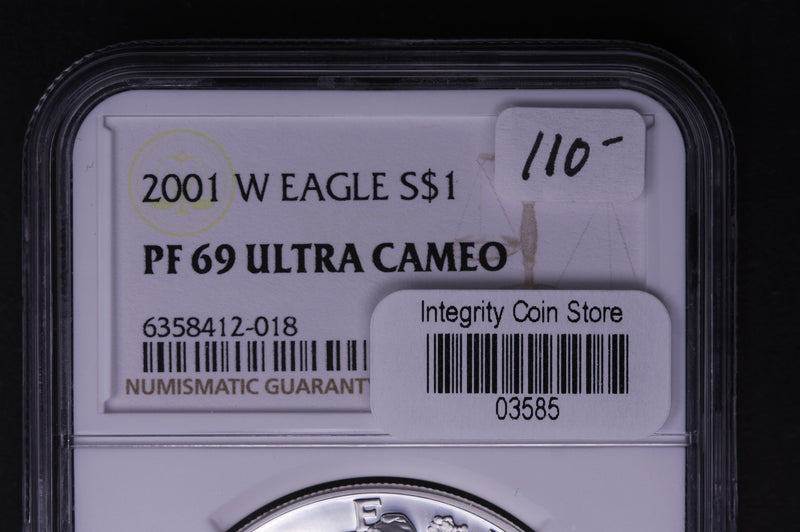 110-
2001 W EAGLE S$1
PF 69 ULTRA CAMEO
6358412-018
NUMISMATIC GUARANTY
Integrity Coin Store
03585
E